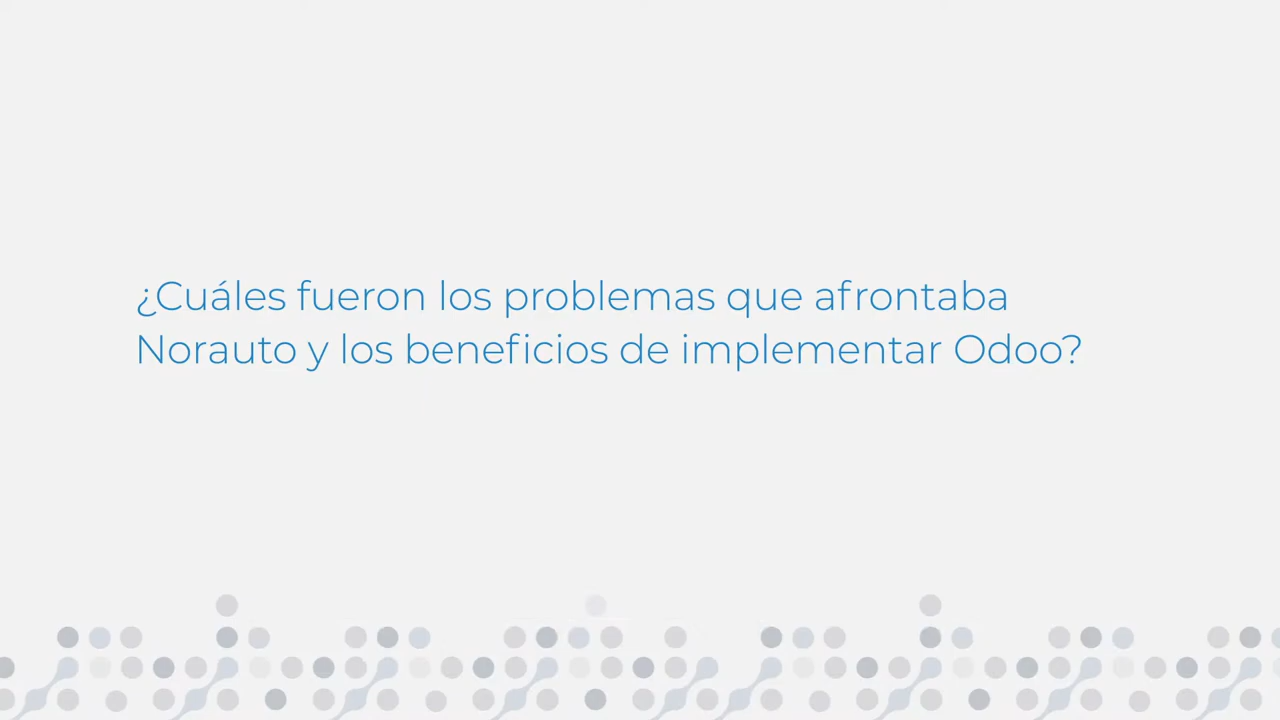 ¿Cuáles fueron los problemas que afrontaba
Norauto y los beneficios de implementar Odoo?